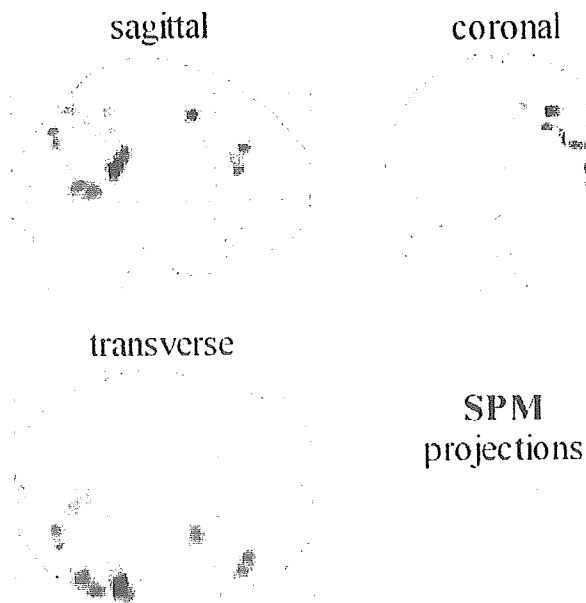 sagittal
coronal
transverse
SPM
projections